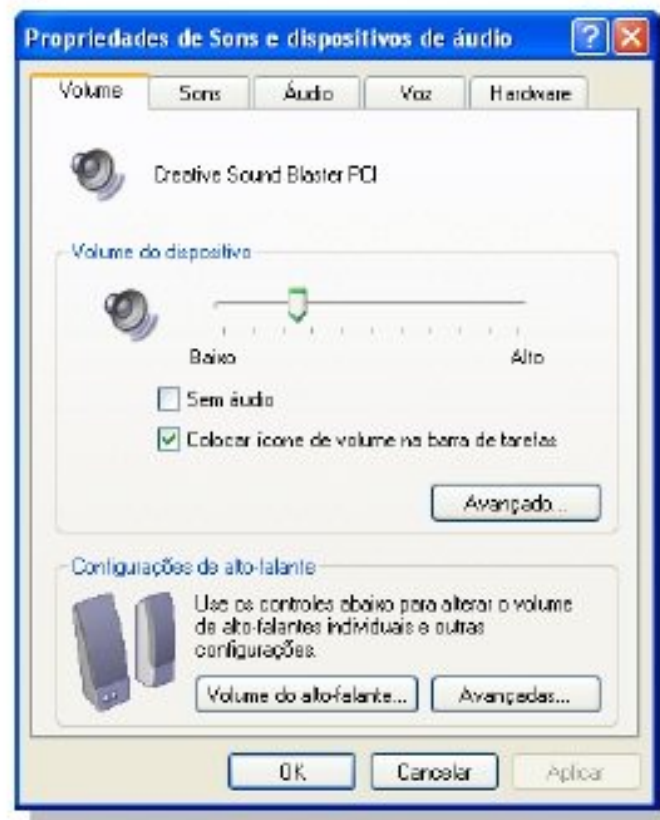 Propriedades de Sons e dispositivos de áudio
Volume Sons Áudio Voz Hardware
Creative Sound Blaster PCI
Volume do dispositivo
Baixo Alto
Sem áudio
Colocar ícone de volume na barra de tarefas
Avançado...
Configurações de alto-falante
Use os controles abaixo para alterar o volume
de alto-falantes individuais e outras
configurações.
Volume do alto-falante... Avançadas...
OK Cancelar Aplicar